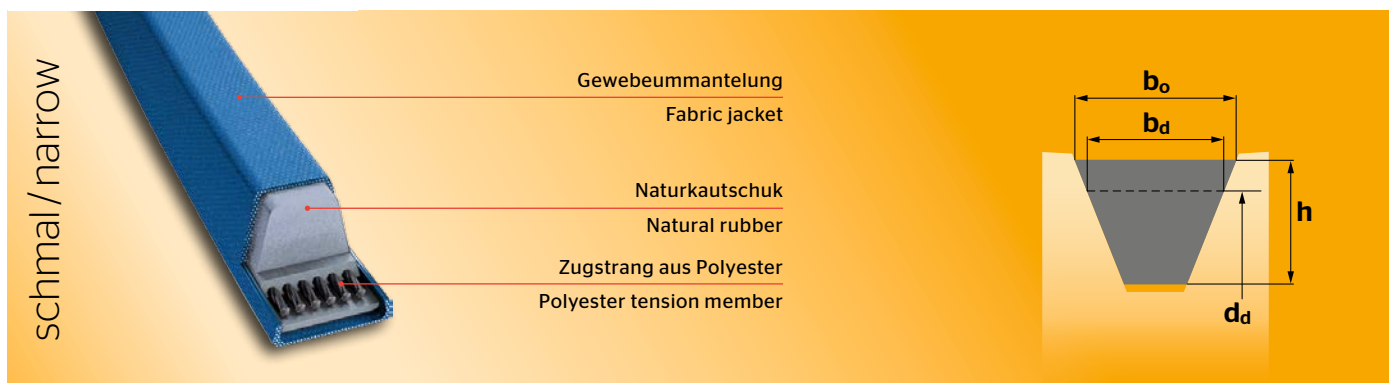 schmal / narrow
Gewebeummantelung
Fabric jacket
Naturkautschuk
Natural rubber
Zugstrang aus Polyester
Polyester tension member
bo
bd
h
dd